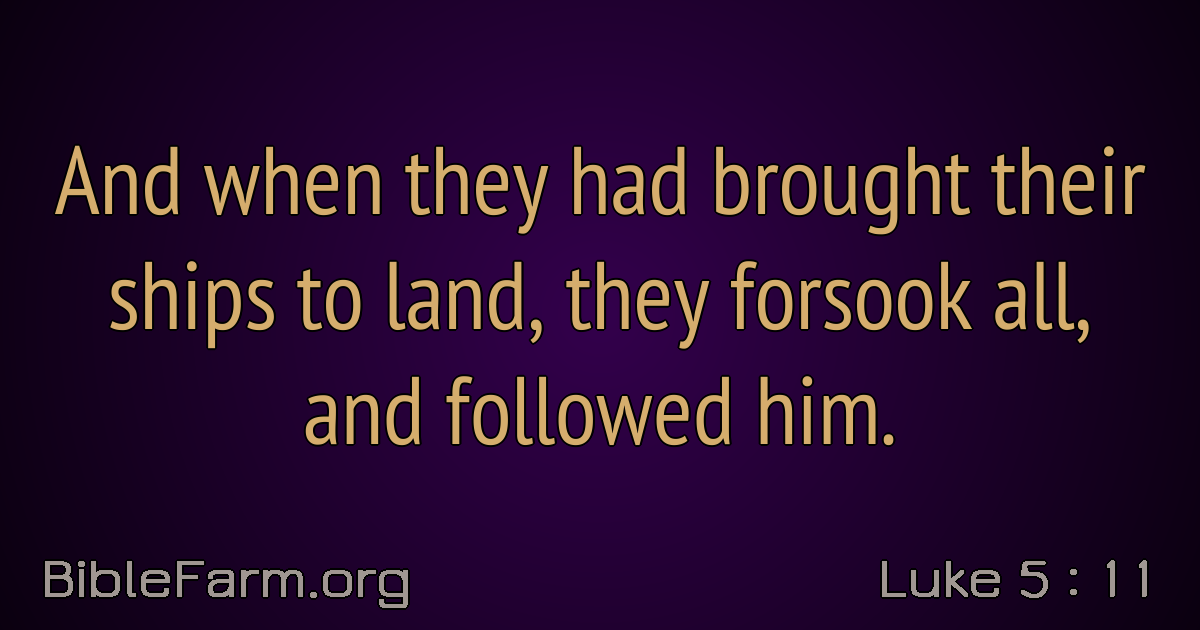 And when they had brought their
ships to land, they forsook all,
and followed him.
BibleFarm.org
Luke 5 : 11